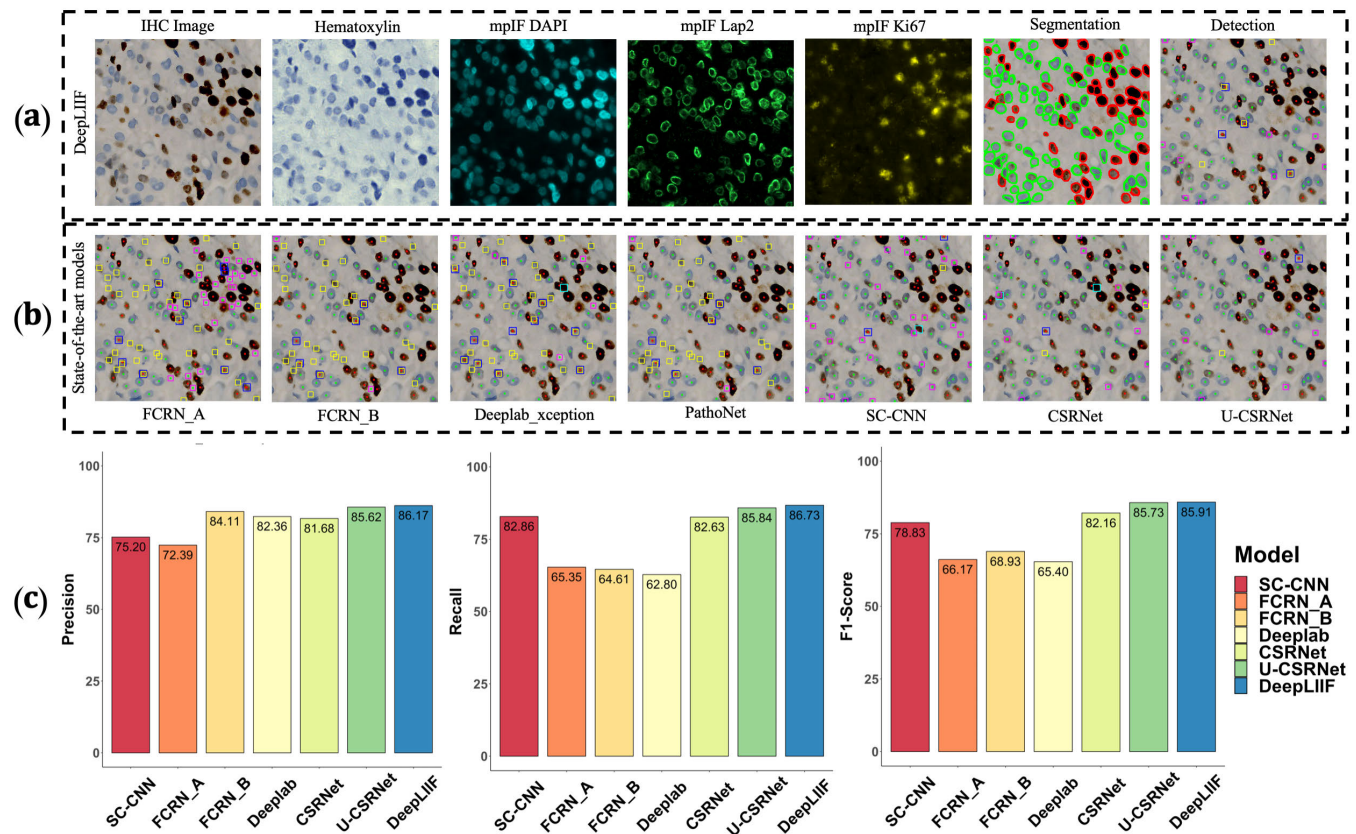 IHC Image Hematoxylin mpIF DAPI mpIF Lap2 mpIF Ki67 Segmentation Detection
(a)
DeepLIIF
(b)
State-of-the-art models
FCRN_A FCRN_B Deeplab_xception PathoNet SC-CNN CSRNet U-CSRNet
(c)
Precision
100
75
50
25
0
75.20 72.39 84.11 82.36 81.68 85.62 86.17
SC-CNN FCRN_A FCRN_B Deeplab CSRNet U-CSRNet DeepLIIF
Recall
100
75
50
25
0
82.86 65.35 64.61 62.80 82.63 85.84 86.73
SC-CNN FCRN_A FCRN_B Deeplab CSRNet U-CSRNet DeepLIIF
F1-Score
100
75
50
25
0
78.83 66.17 68.93 65.40 82.16 85.73 85.91
SC-CNN FCRN_A FCRN_B Deeplab CSRNet U-CSRNet DeepLIIF
Model
SC-CNN
FCRN_A
FCRN_B
Deeplab
CSRNet
U-CSRNet
DeepLIIF